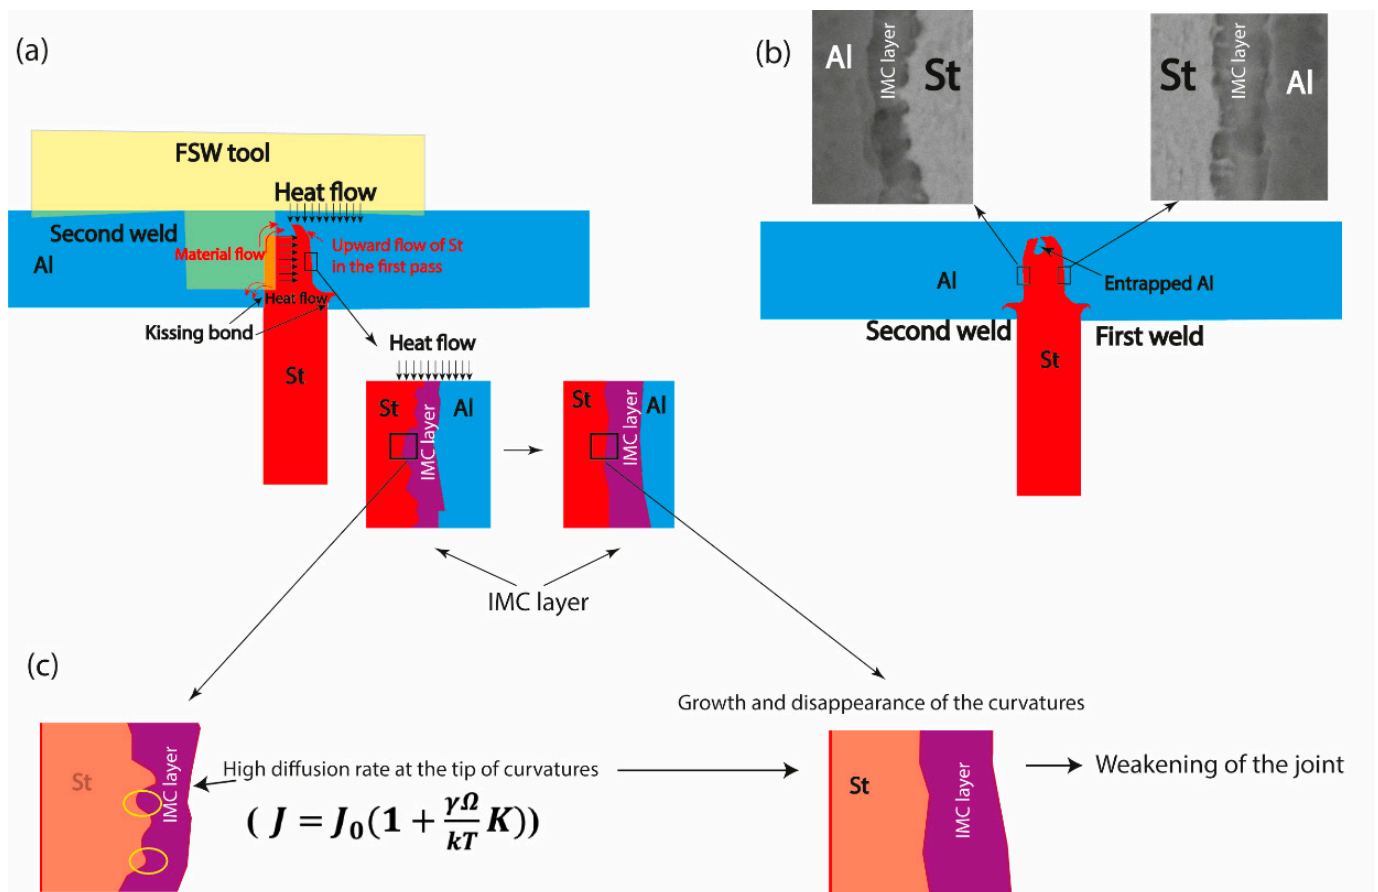 (a)
FSW tool
Heat flow
Second weld
Material flow
Upward flow of St
in the first pass
Al
Heat flow
Kissing bond
St
Heat flow
St
IMC layer
Al
St
IMC layer
Al
IMC layer
(b)
Al
IMC layer
St
St
IMC layer
Al
Al
Entrapped Al
Second weld
First weld
St
(c)
St
IMC layer
High diffusion rate at the tip of curvatures
( J = J₀(1 + γΩ/kT K))
Growth and disappearance of the curvatures
St
IMC layer
Weakening of the joint